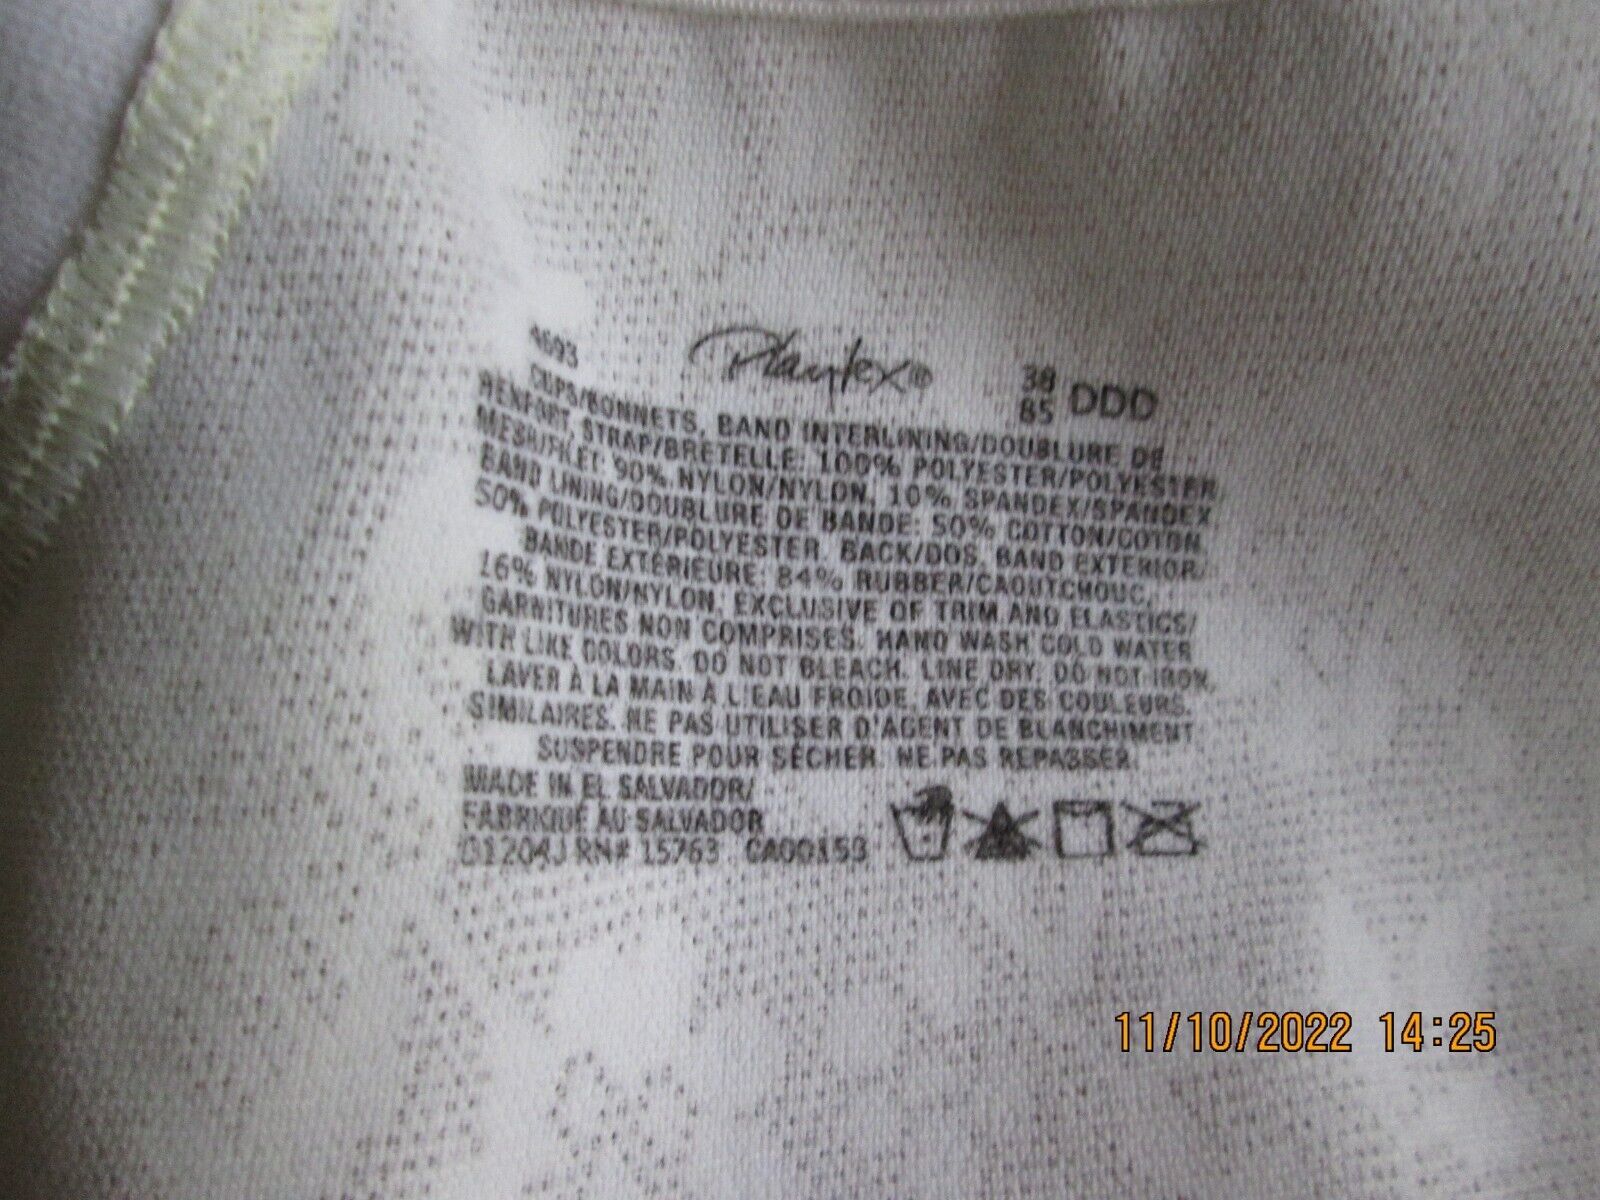 4693 Playtex® 38 85 DDD
CUPS/BONNETS, BAND INTERLINING/DOUBLURE DE
RENFORT, STRAP/BRETELLE: 100% POLYESTER/POLYESTER,
MESH/FILET: 90% NYLON/NYLON, 10% SPANDEX/SPANDEX
BAND LINING/DOUBLURE DE BANDE: 50% COTTON/COTON,
50% POLYESTER/POLYESTER. BACK/DOS, BAND EXTERIOR/
BANDE EXTÉRIEURE: 84% RUBBER/CAOUTCHOUC,
16% NYLON/NYLON, EXCLUSIVE OF TRIM AND ELASTICS/
GARNITURES NON COMPRISES. HAND WASH COLD WATER
WITH LIKE COLORS. DO NOT BLEACH. LINE DRY. DO NOT IRON.
LAVER À LA MAIN À L'EAU FROIDE, AVEC DES COULEURS
SIMILAIRES. NE PAS UTILISER D'AGENT DE BLANCHIMENT
SUSPENDRE POUR SÉCHER. NE PAS REPASSER.
MADE IN EL SALVADOR/
FABRIQUÉ AU SALVADOR
D1204J RN# 15763 CA00153
11/10/2022 14:25